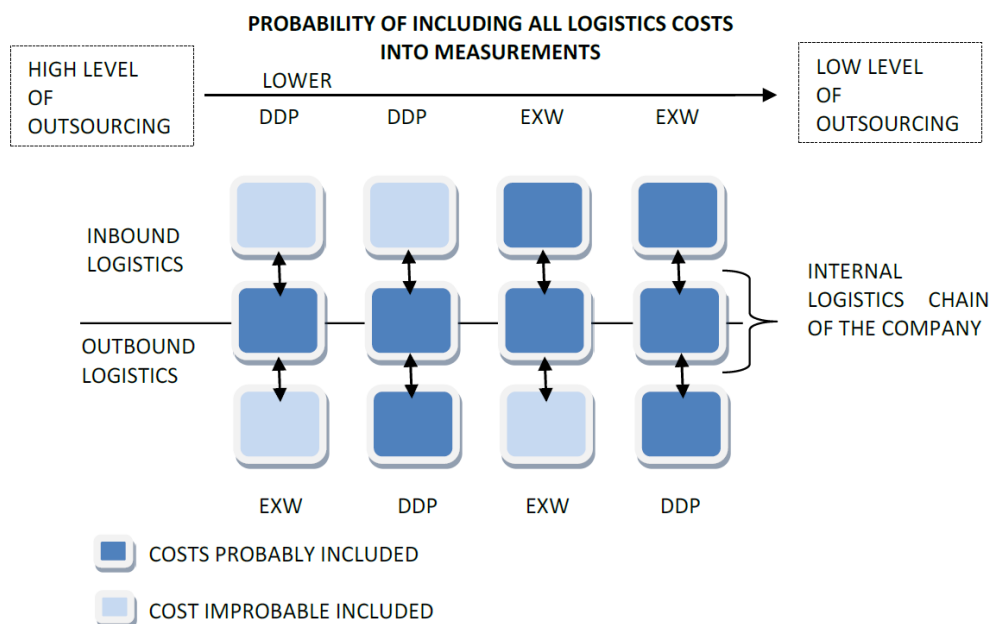 PROBABILITY OF INCLUDING ALL LOGISTICS COSTS
INTO MEASUREMENTS
HIGH LEVEL
OF
OUTSOURCING
LOWER
LOW LEVEL
OF
OUTSOURCING
DDP DDP EXW EXW
INBOUND
LOGISTICS
INTERNAL
LOGISTICS CHAIN
OF THE COMPANY
OUTBOUND
LOGISTICS
EXW DDP EXW DDP
COSTS PROBABLY INCLUDED
COST IMPROBABLE INCLUDED